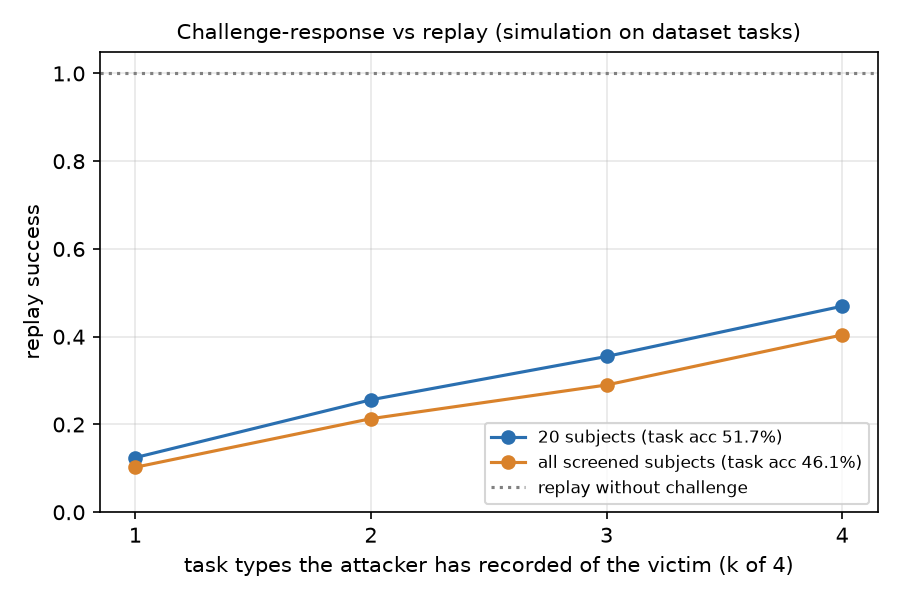 Challenge-response vs replay (simulation on dataset tasks)
1.0
0.8
0.6
0.4
0.2
0.0
replay success
20 subjects (task acc 51.7%)
all screened subjects (task acc 46.1%)
replay without challenge
1 2 3 4
task types the attacker has recorded of the victim (k of 4)